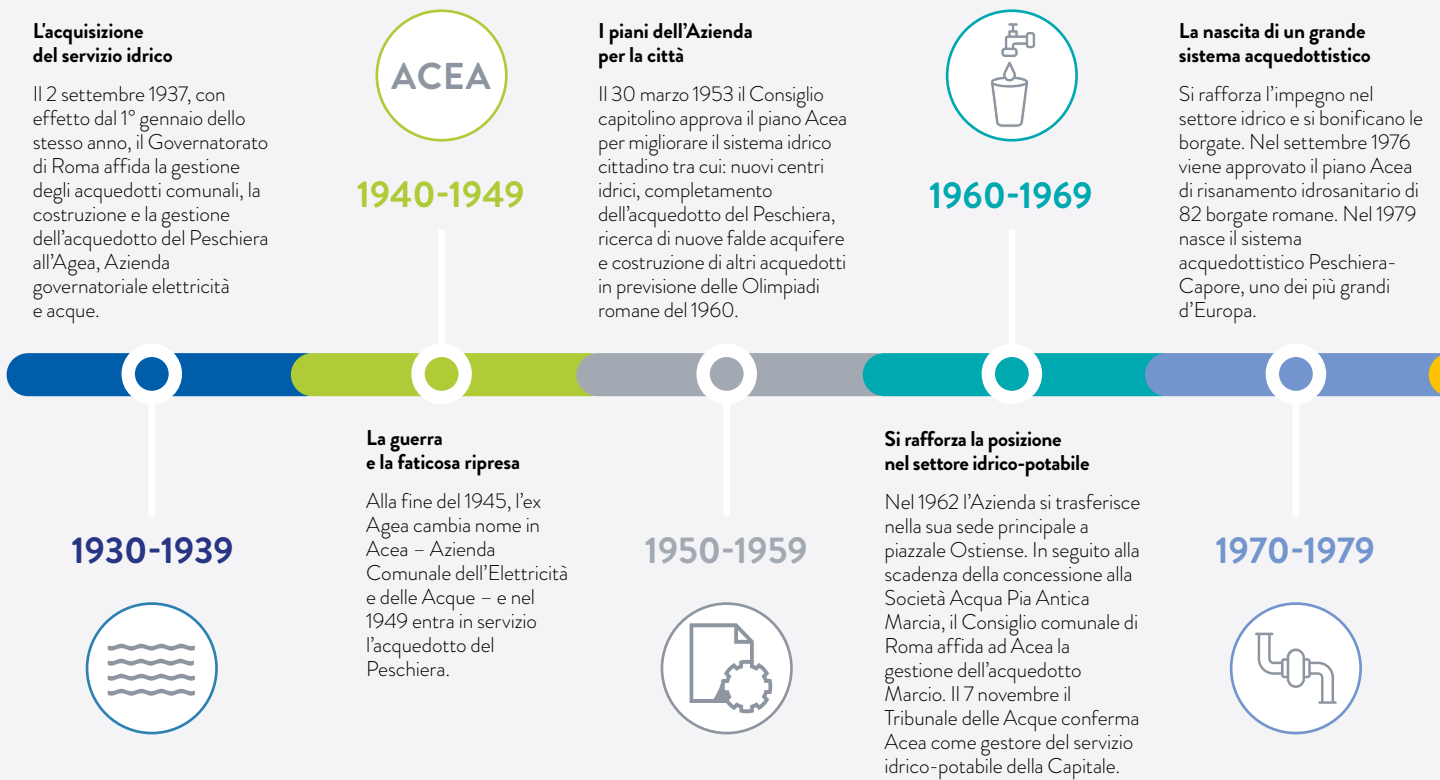 L'acquisizione
del servizio idrico
Il 2 settembre 1937, con
effetto dal 1° gennaio dello
stesso anno, il Governatorato
di Roma affida la gestione
degli acquedotti comunali, la
costruzione e la gestione
dell'acquedotto del Peschiera
all'Agea, Azienda
governatoriale elettricità
e acque.
1930-1939
ACEA
1940-1949
La guerra
e la faticosa ripresa
Alla fine del 1945, l'ex
Agea cambia nome in
Acea – Azienda
Comunale dell'Elettricità
e delle Acque – e nel
1949 entra in servizio
l'acquedotto del
Peschiera.
I piani dell'Azienda
per la città
Il 30 marzo 1953 il Consiglio
capitolino approva il piano Acea
per migliorare il sistema idrico
cittadino tra cui: nuovi centri
idrici, completamento
dell'acquedotto del Peschiera,
ricerca di nuove falde acquifere
e costruzione di altri acquedotti
in previsione delle Olimpiadi
romane del 1960.
1950-1959
1960-1969
Si rafforza la posizione
nel settore idrico-potabile
Nel 1962 l'Azienda si trasferisce
nella sua sede principale a
piazzale Ostiense. In seguito alla
scadenza della concessione alla
Società Acqua Pia Antica
Marcia, il Consiglio comunale di
Roma affida ad Acea la
gestione dell'acquedotto
Marcio. Il 7 novembre il
Tribunale delle Acque conferma
Acea come gestore del servizio
idrico-potabile della Capitale.
La nascita di un grande
sistema acquedottistico
Si rafforza l'impegno nel
settore idrico e si bonificano le
borgate. Nel settembre 1976
viene approvato il piano Acea
di risanamento idrosanitario di
82 borgate romane. Nel 1979
nasce il sistema
acquedottistico Peschiera-
Capore, uno dei più grandi
d'Europa.
1970-1979